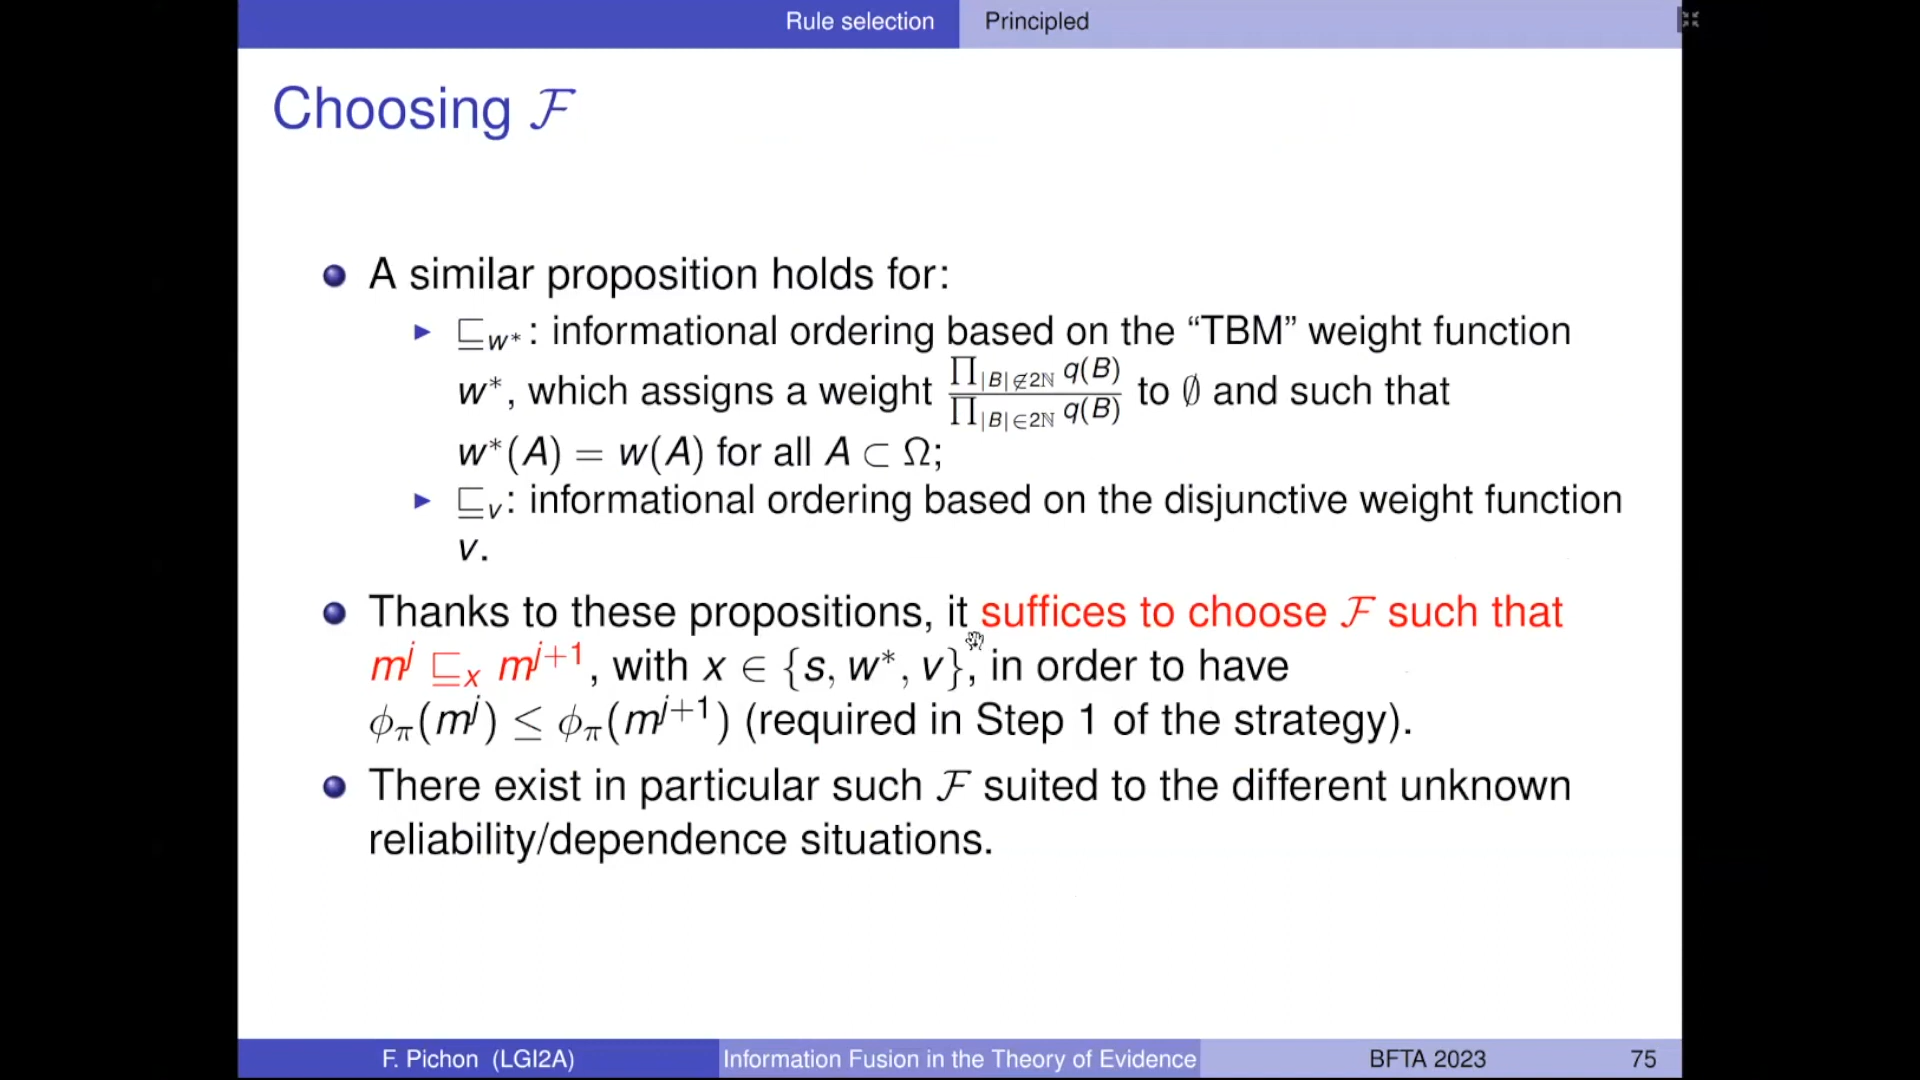 Rule selection Principled
Choosing ℱ
A similar proposition holds for:
⊑w*: informational ordering based on the “TBM” weight function
w*, which assigns a weight ∏|B|∉2ℕ q(B) / ∏|B|∈2ℕ q(B) to ∅ and such that
w*(A) = w(A) for all A ⊂ Ω;
⊑v: informational ordering based on the disjunctive weight function
v.
Thanks to these propositions, it suffices to choose ℱ such that
m^j ⊑x m^{j+1}, with x ∈ {s, w*, v}, in order to have
ϕπ(m^j) ≤ ϕπ(m^{j+1}) (required in Step 1 of the strategy).
There exist in particular such ℱ suited to the different unknown
reliability/dependence situations.
F. Pichon (LGI2A) Information Fusion in the Theory of Evidence BFTA 2023 75